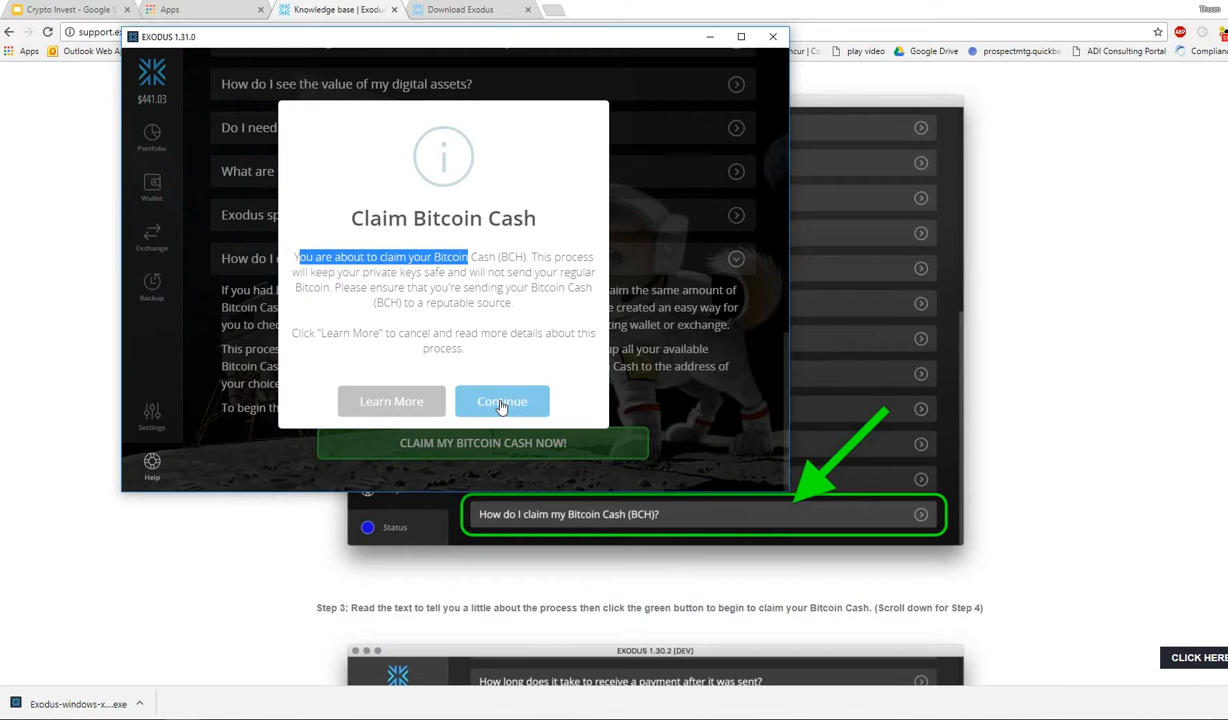 Crypto Invest - Google S
Apps
Knowledge base | Exodu
Download Exodus
Thuan
support.e
Apps
Outlook Web A
ncur | Co
play video
Google Drive
prospectmtg.quickb
ADI Consulting Portal
Complianc
EXODUS 1.31.0
$441.03
Portfolio
Wallet
Exchange
Backup
Settings
Help
How do I see the value of my digital assets?
Do I need
What are
Exodus sp
How do I
If you had
claim the same amount of
Bitcoin Cas
e created an easy way for
you to che
ting wallet or exchange.
This proces
up all your available
Bitcoin Cas
Cash to the address of
your choice
To begin th
Claim Bitcoin Cash
You are about to claim your Bitcoin Cash (BCH). This process
will keep your private keys safe and will not send your regular
Bitcoin. Please ensure that you're sending your Bitcoin Cash
(BCH) to a reputable source.
Click "Learn More" to cancel and read more details about this
process.
Learn More
Continue
CLAIM MY BITCOIN CASH NOW!
How do I claim my Bitcoin Cash (BCH)?
Status
Step 3: Read the text to tell you a little about the process then click the green button to begin to claim your Bitcoin Cash. (Scroll down for Step 4)
EXODUS 1.30.2 [DEV]
How long does it take to receive a payment after it was sent?
CLICK HERE
Exodus-windows-x....exe